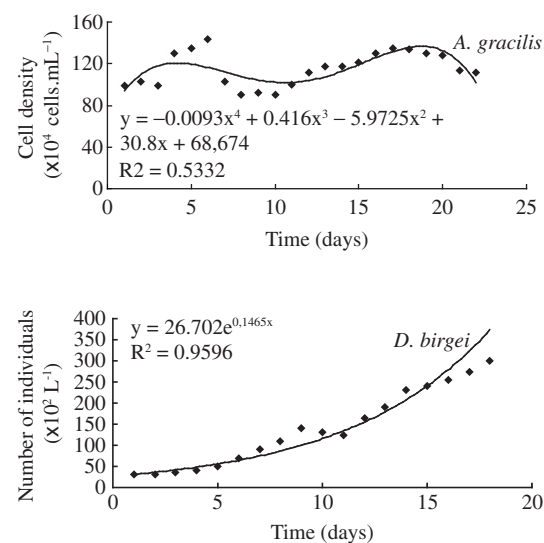 160
120
80
40
0
Cell density
(x10⁴ cells.mL⁻¹)
A. gracilis
y = −0.0093x⁴ + 0.416x³ − 5.9725x² +
30.8x + 68,674
R2 = 0.5332
0 5 10 15 20 25
Time (days)
400
350
300
250
200
150
100
50
0
Number of individuals
(x10² L⁻¹)
y = 26.702e⁰,¹⁴⁶⁵ˣ
R² = 0.9596
D. birgei
0 5 10 15 20
Time (days)